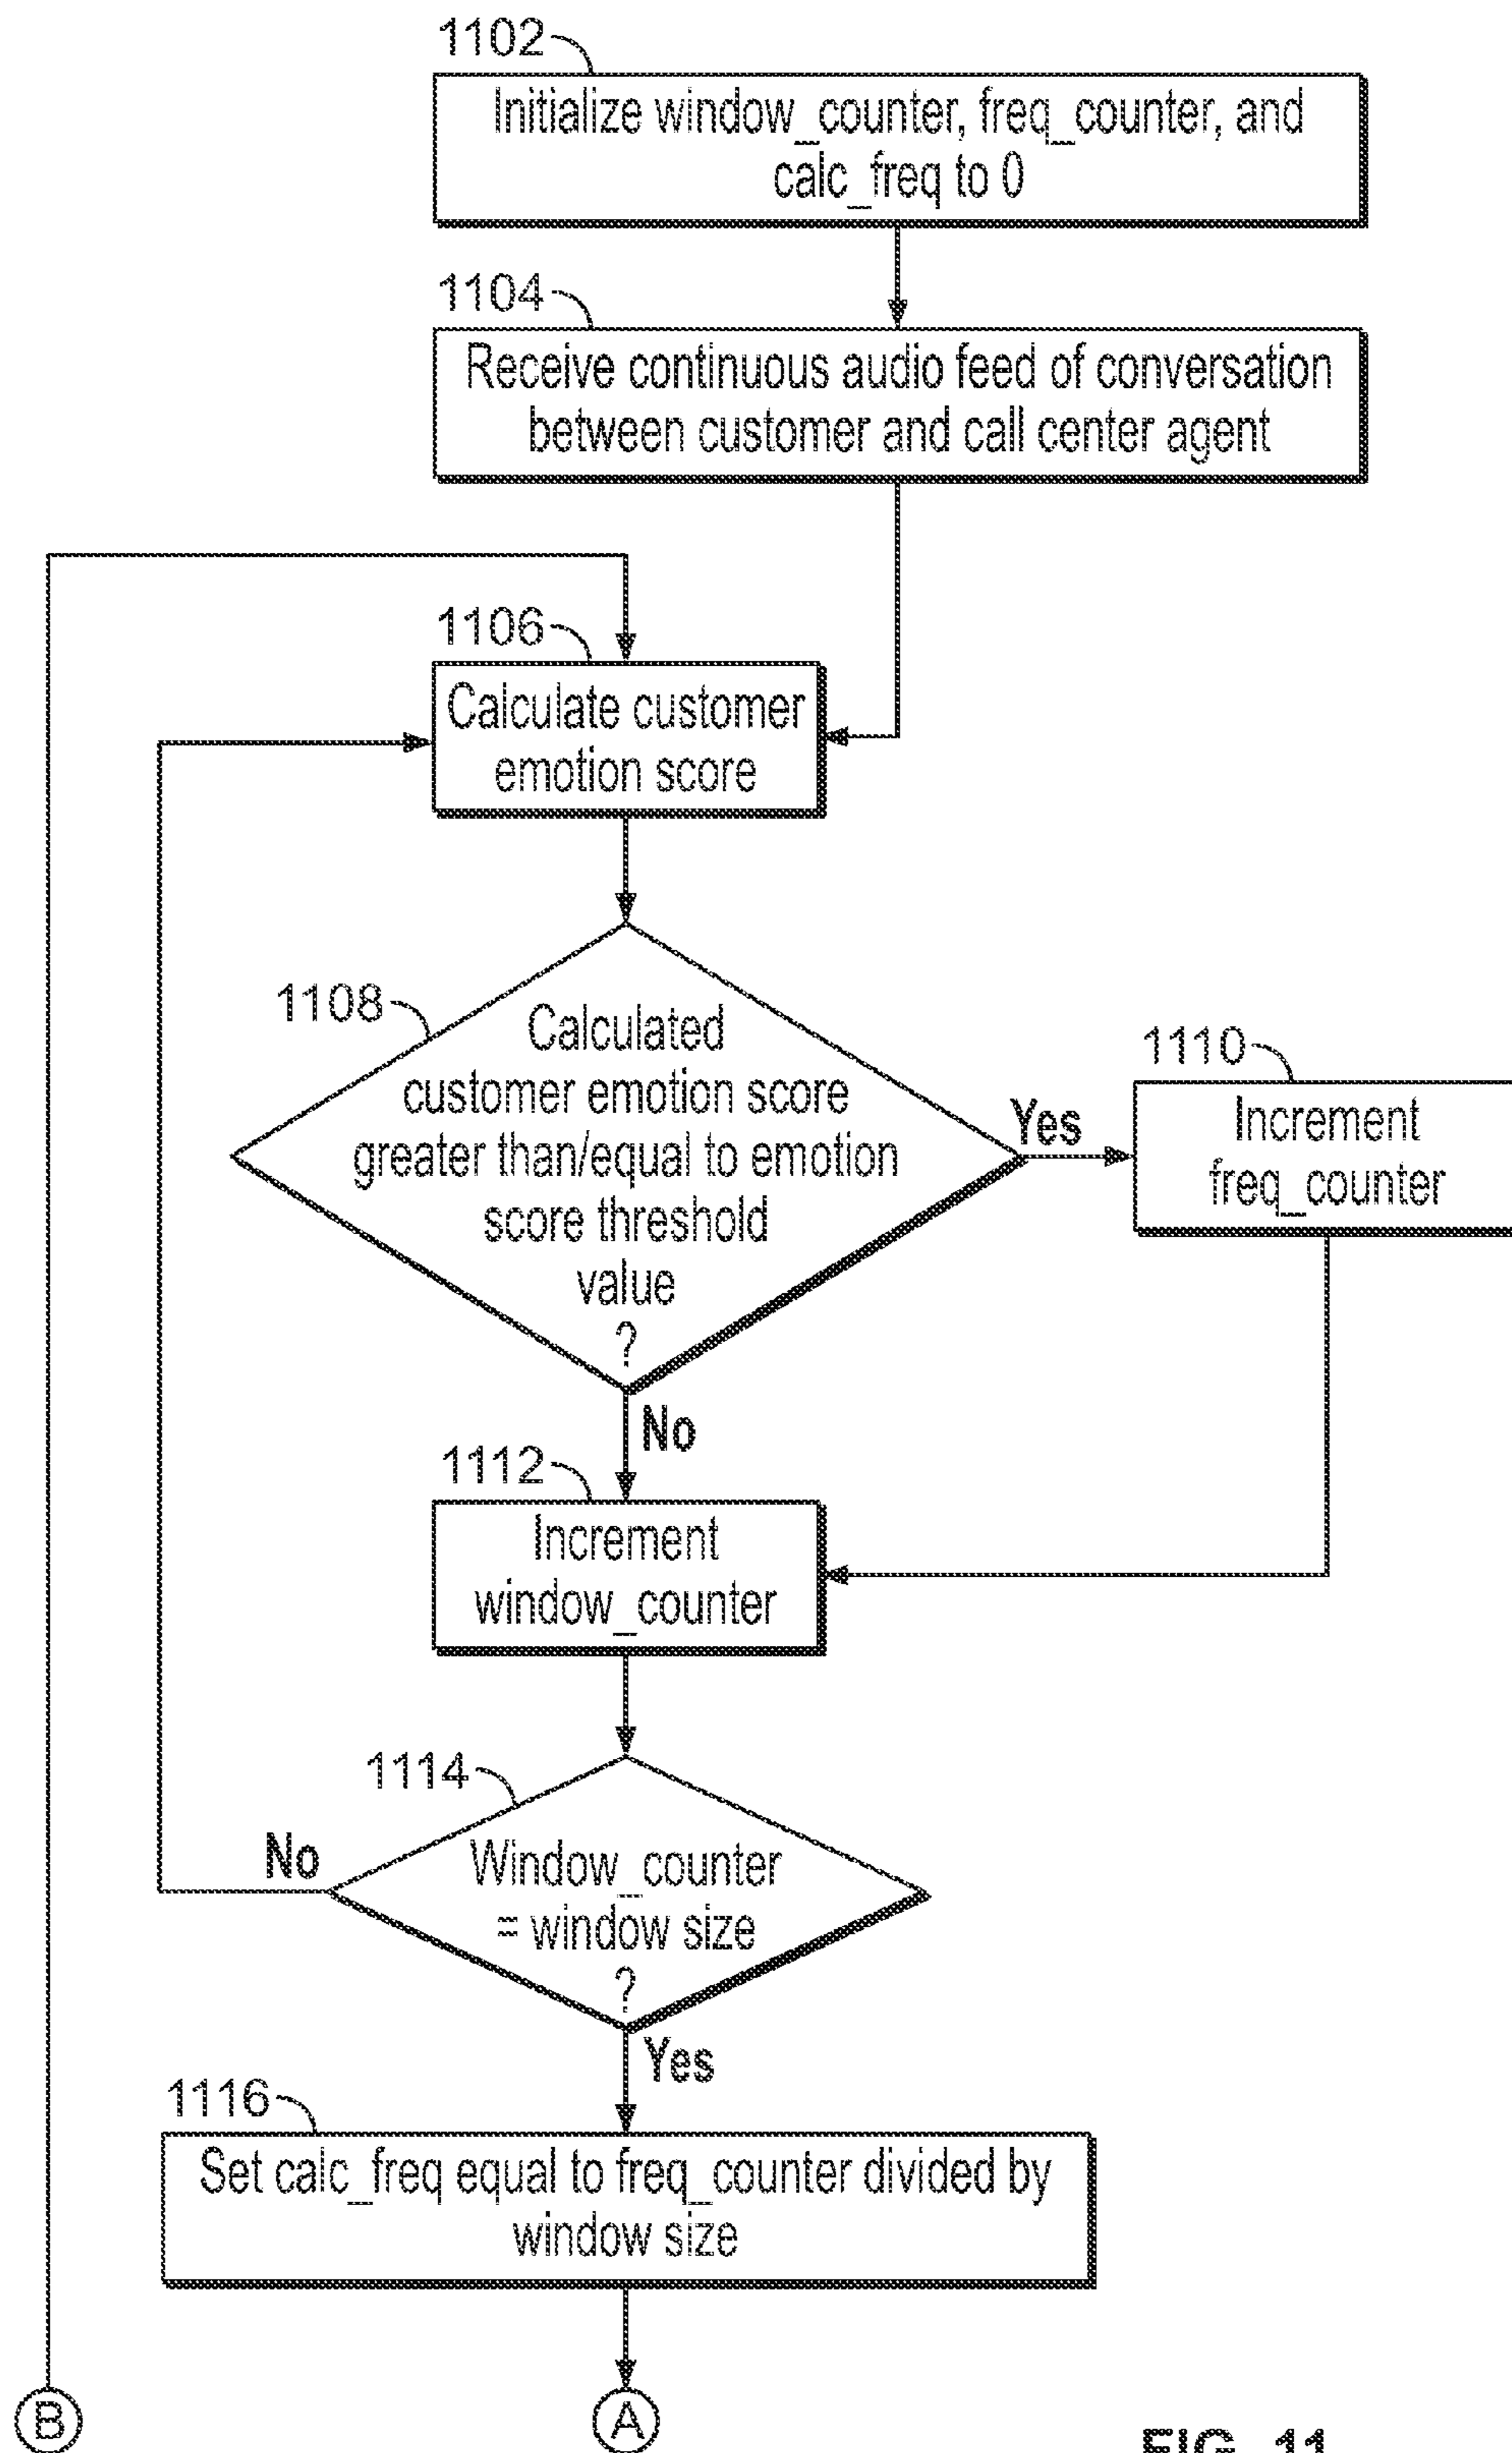 1102
Initialize window_counter, freq_counter, and
calc_freq to 0
1104
Receive continuous audio feed of conversation
between customer and call center agent
1106
Calculate customer
emotion score
1108
Calculated
customer emotion score
greater than/equal to emotion
score threshold
value
?
Yes
1110
Increment
freq_counter
No
1112
Increment
window_counter
1114
Window_counter
= window size
?
No
Yes
1116
Set calc_freq equal to freq_counter divided by
window size
B
A
FIG. 11